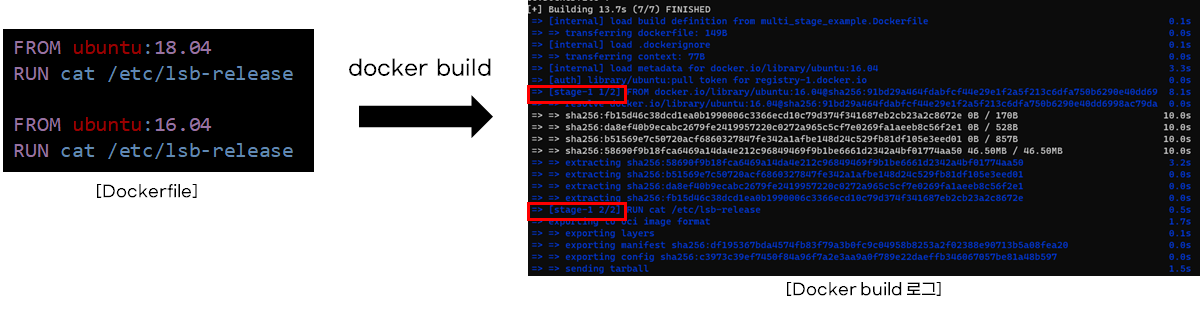 FROM ubuntu:18.04
RUN cat /etc/lsb-release
FROM ubuntu:16.04
RUN cat /etc/lsb-release
[Dockerfile]
docker build
[+] Building 13.7s (7/7) FINISHED
=> [internal] load build definition from multi_stage_example.Dockerfile 0.1s
=> => transferring dockerfile: 149B 0.0s
=> [internal] load .dockerignore 0.1s
=> => transferring context: 77B 0.0s
=> [internal] load metadata for docker.io/library/ubuntu:16.04 3.3s
=> [auth] library/ubuntu:pull token for registry-1.docker.io 0.0s
=> [stage-1 1/2] FROM docker.io/library/ubuntu:16.04@sha256:91bd29a464fdabfcf44e29e1f2a5f213c6dfa750b6290e40dd69 8.1s
=> => resolve docker.io/library/ubuntu:16.04@sha256:91bd29a464fdabfcf44e29e1f2a5f213c6dfa750b6290e40dd6998ac79da 0.0s
=> => sha256:fb15d46c38dcd1ea0b1990006c3366ecd10c79d374f341687eb2cb23a2c8672e 0B / 170B 10.0s
=> => sha256:da8ef40b9ecabc2679fe2419957220c0272a965c5cf7e0269fa1aeeb8c56f2e1 0B / 528B 10.0s
=> => sha256:b51569e7c50720acf6860327847fe342a1afbe148d24c529fb81df105e3eed01 0B / 857B 10.0s
=> => sha256:58690f9b18fca6469a14da4e212c96849469f9b1be6661d2342a4bf01774aa50 46.50MB / 46.50MB 10.0s
=> => extracting sha256:58690f9b18fca6469a14da4e212c96849469f9b1be6661d2342a4bf01774aa50 3.2s
=> => extracting sha256:b51569e7c50720acf6860327847fe342a1afbe148d24c529fb81df105e3eed01 0.0s
=> => extracting sha256:da8ef40b9ecabc2679fe2419957220c0272a965c5cf7e0269fa1aeeb8c56f2e1 0.0s
=> => extracting sha256:fb15d46c38dcd1ea0b1990006c3366ecd10c79d374f341687eb2cb23a2c8672e 0.0s
=> [stage-1 2/2] RUN cat /etc/lsb-release 0.5s
=> exporting to oci image format 1.7s
=> => exporting layers 0.1s
=> => exporting manifest sha256:df195367bda4574fb83f79a3b0fc9c04958b8253a2f02388e90713b5a08fea20 0.0s
=> => exporting config sha256:c3973c39ef7450f84a96f7a2e3aa9a0f789e22daeffb346067057be81a48b597 0.0s
=> => sending tarball 1.5s
[Docker build 로그]